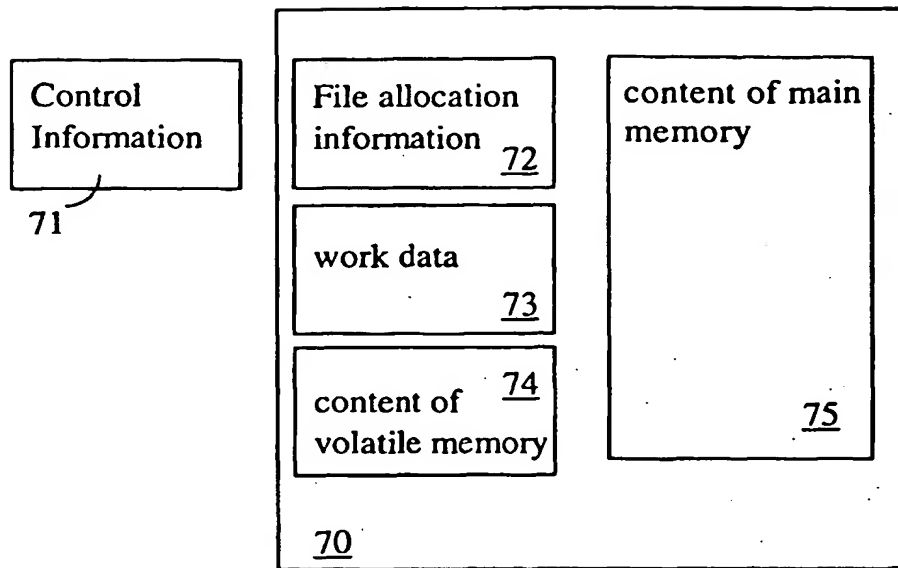 Control
Information
71
File allocation
information
72
work data
73
74
content of
volatile memory
content of main
memory
75
70